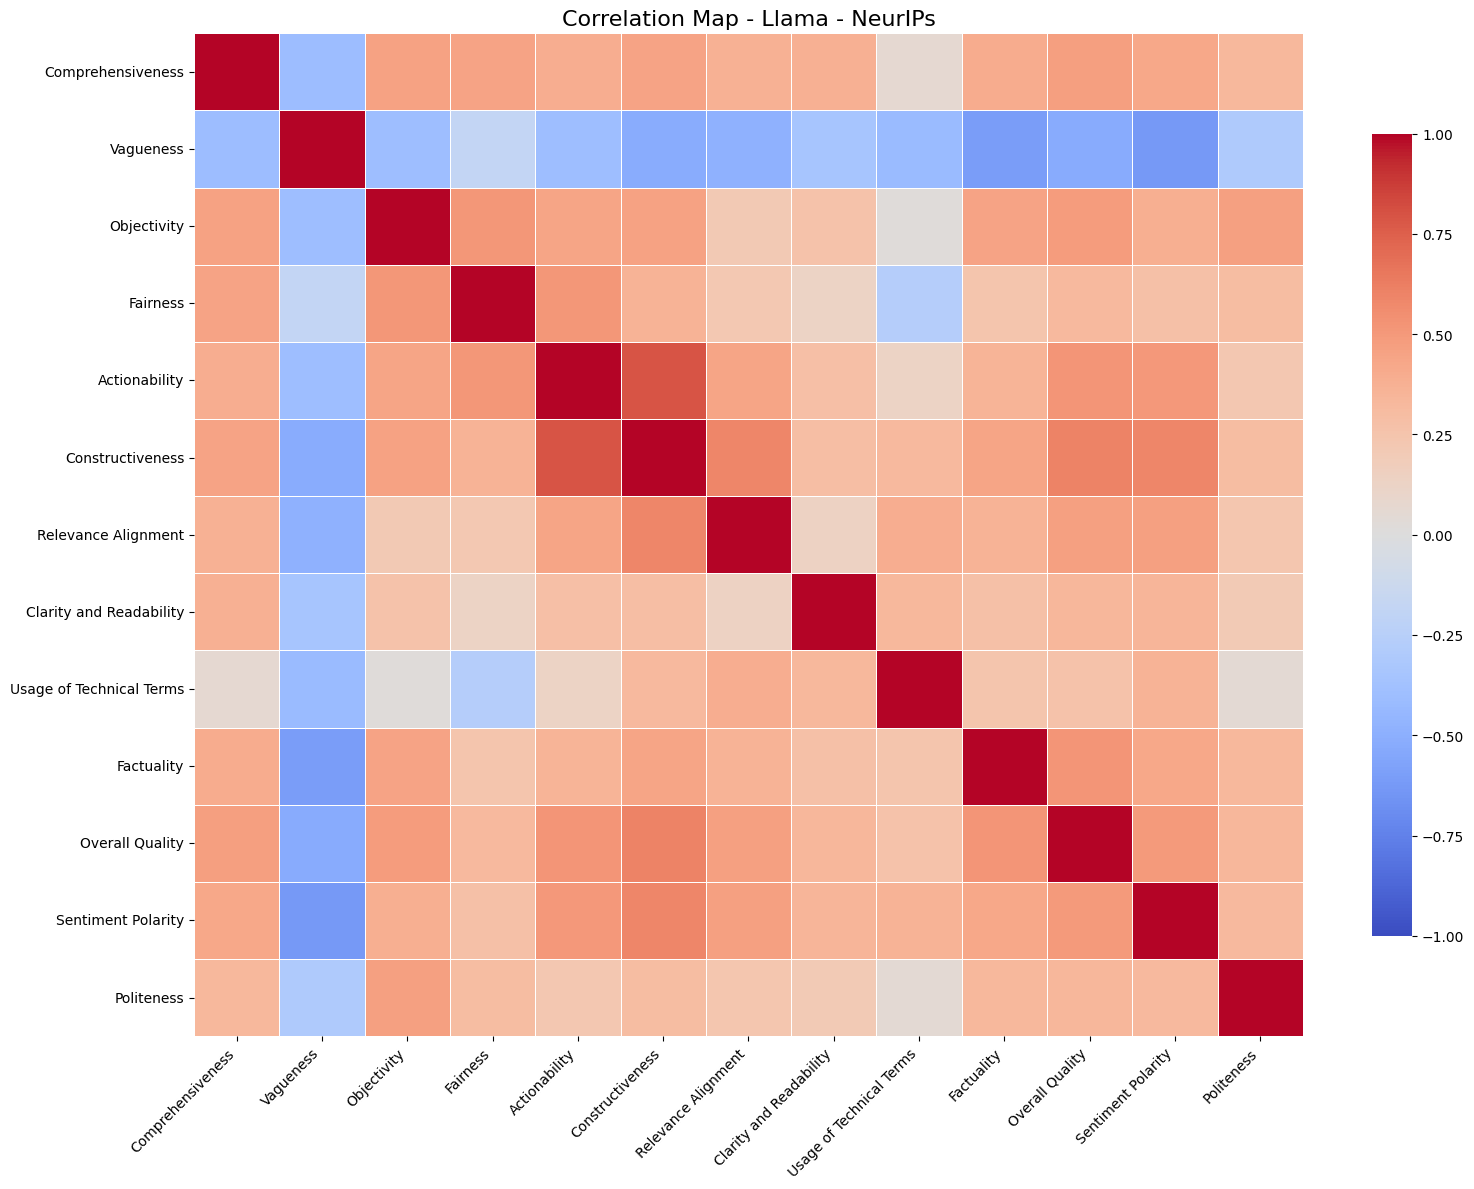 Correlation Map - Llama - NeurIPs
Comprehensiveness
Vagueness
Objectivity
Fairness
Actionability
Constructiveness
Relevance Alignment
Clarity and Readability
Usage of Technical Terms
Factuality
Overall Quality
Sentiment Polarity
Politeness
Comprehensiveness
Vagueness
Objectivity
Fairness
Actionability
Constructiveness
Relevance Alignment
Clarity and Readability
Usage of Technical Terms
Factuality
Overall Quality
Sentiment Polarity
Politeness
1.00
0.75
0.50
0.25
0.00
−0.25
−0.50
−0.75
−1.00